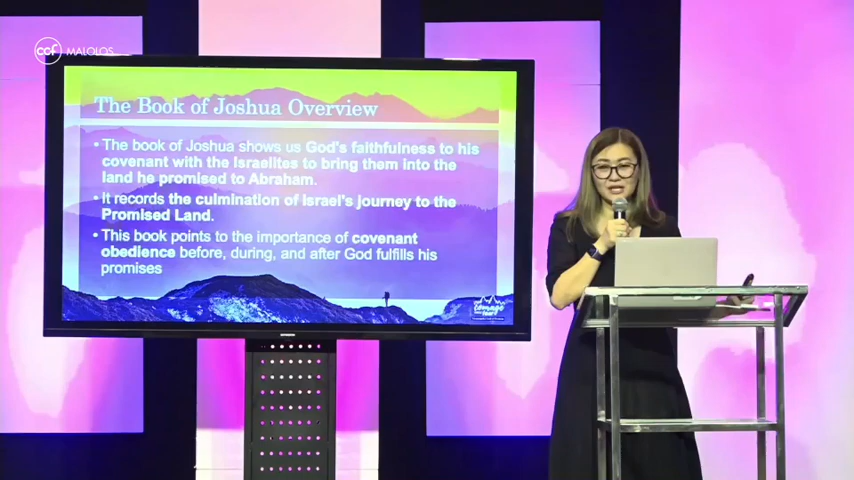 ccf MALOLOS
The Book of Joshua Overview
• The book of Joshua shows us God's faithfulness to his
covenant with the Israelites to bring them into the
land he promised to Abraham.
• It records the culmination of Israel's journey to the
Promised Land.
• This book points to the importance of covenant
obedience before, during, and after God fulfills his
promises
courage